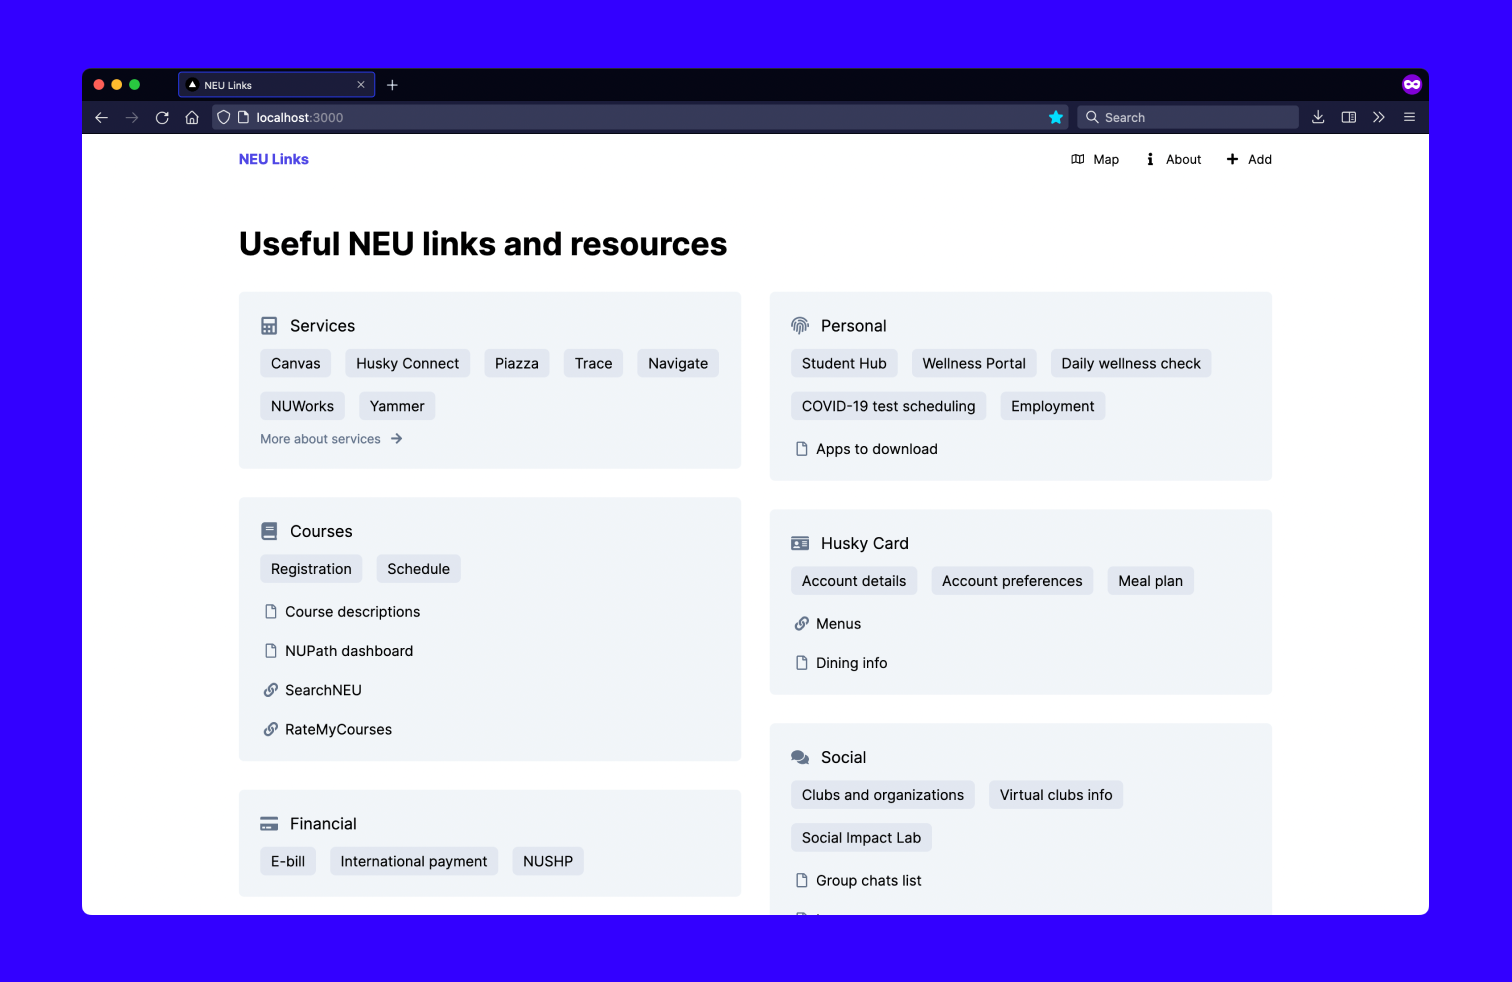 NEU Links
localhost:3000
Search
NEU Links
Map
About
Add
Useful NEU links and resources
Services
Canvas Husky Connect Piazza Trace Navigate
NUWorks Yammer
More about services
Courses
Registration Schedule
Course descriptions
NUPath dashboard
SearchNEU
RateMyCourses
Financial
E-bill International payment NUSHP
Personal
Student Hub Wellness Portal Daily wellness check
COVID-19 test scheduling Employment
Apps to download
Husky Card
Account details Account preferences Meal plan
Menus
Dining info
Social
Clubs and organizations Virtual clubs info
Social Impact Lab
Group chats list